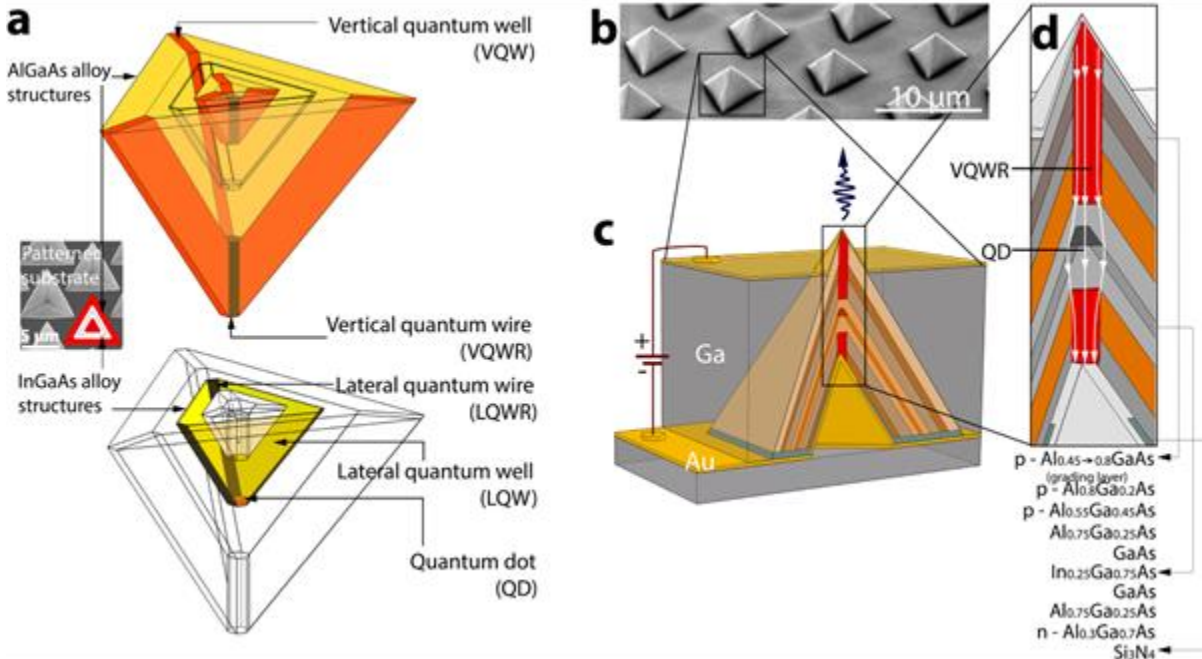 a
Vertical quantum well
(VQW)
AlGaAs alloy
structures
Patterned
substrate
5 μm
Vertical quantum wire
(VQWR)
InGaAs alloy
structures
Lateral quantum wire
(LQWR)
Lateral quantum well
(LQW)
Quantum dot
(QD)
b
10 μm
c
+
-
Ga
Au
d
VQWR
QD
p - Al0.45→0.8GaAs
(grading layer)
p - Al0.8Ga0.2As
p - Al0.55Ga0.45As
Al0.75Ga0.25As
GaAs
In0.25Ga0.75As
GaAs
Al0.75Ga0.25As
n - Al0.3Ga0.7As
Si3N4